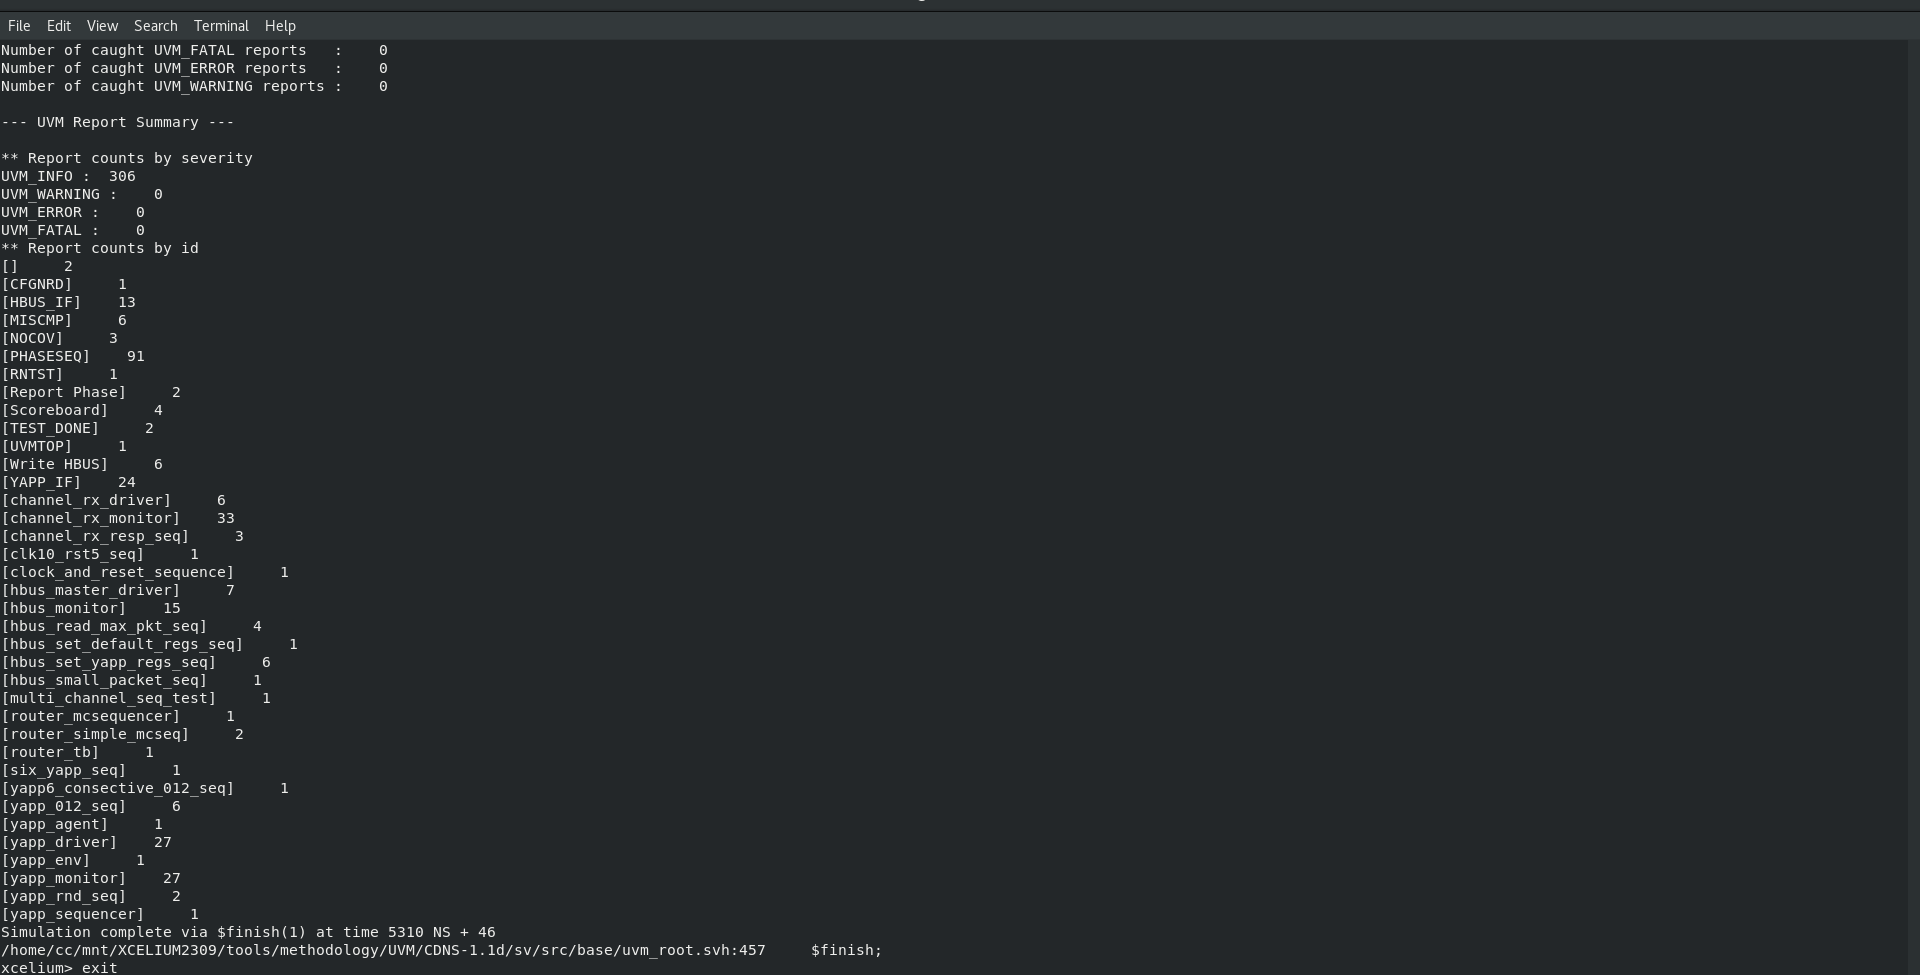 File Edit View Search Terminal Help
Number of caught UVM_FATAL reports   :    0
Number of caught UVM_ERROR reports   :    0
Number of caught UVM_WARNING reports :    0
--- UVM Report Summary ---
** Report counts by severity
UVM_INFO :  306
UVM_WARNING :    0
UVM_ERROR :    0
UVM_FATAL :    0
** Report counts by id
[]     2
[CFGNRD]     1
[HBUS_IF]    13
[MISCMP]     6
[NOCOV]     3
[PHASESEQ]    91
[RNTST]     1
[Report Phase]     2
[Scoreboard]     4
[TEST_DONE]     2
[UVMTOP]     1
[Write HBUS]     6
[YAPP_IF]    24
[channel_rx_driver]     6
[channel_rx_monitor]    33
[channel_rx_resp_seq]     3
[clk10_rst5_seq]     1
[clock_and_reset_sequence]     1
[hbus_master_driver]     7
[hbus_monitor]    15
[hbus_read_max_pkt_seq]     4
[hbus_set_default_regs_seq]     1
[hbus_set_yapp_regs_seq]     6
[hbus_small_packet_seq]     1
[multi_channel_seq_test]     1
[router_mcsequencer]     1
[router_simple_mcseq]     2
[router_tb]     1
[six_yapp_seq]     1
[yapp6_consective_012_seq]     1
[yapp_012_seq]     6
[yapp_agent]     1
[yapp_driver]    27
[yapp_env]     1
[yapp_monitor]    27
[yapp_rnd_seq]     2
[yapp_sequencer]     1
Simulation complete via $finish(1) at time 5310 NS + 46
/home/cc/mnt/XCELIUM2309/tools/methodology/UVM/CDNS-1.1d/sv/src/base/uvm_root.svh:457     $finish;
xcelium> exit